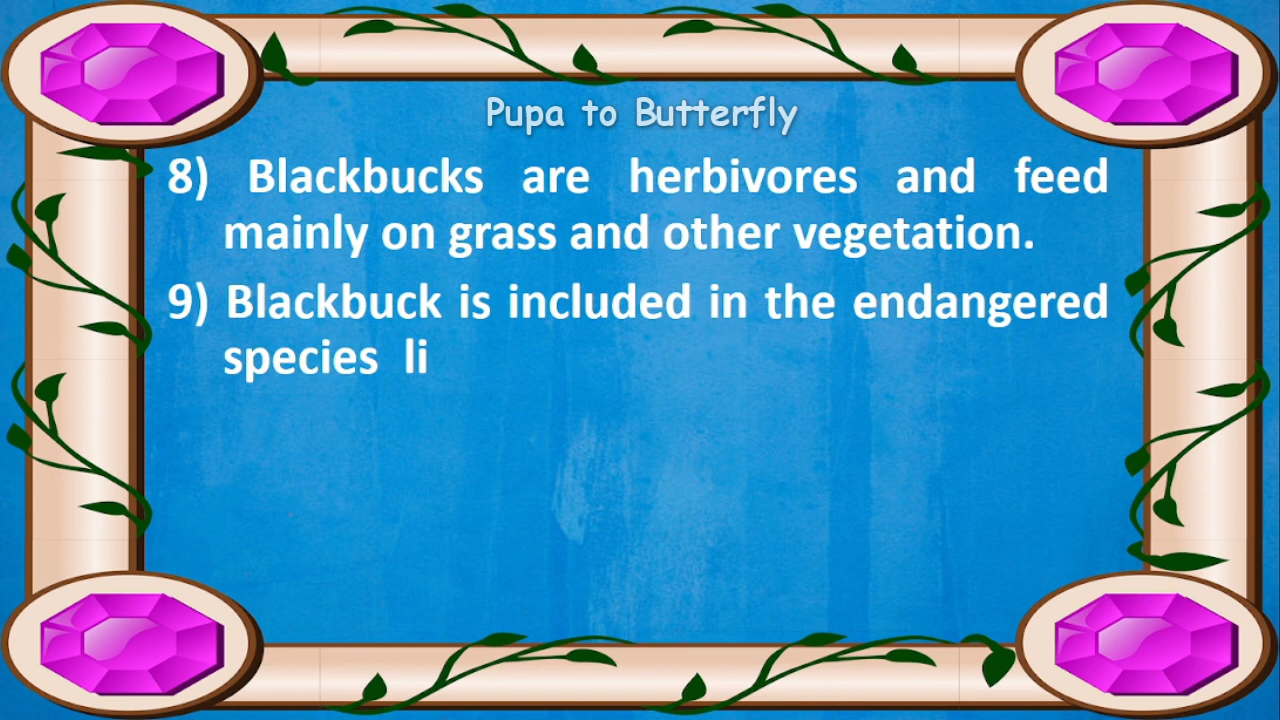 Pupa to Butterfly
8) Blackbucks are herbivores and feed
mainly on grass and other vegetation.
9) Blackbuck is included in the endangered
species li